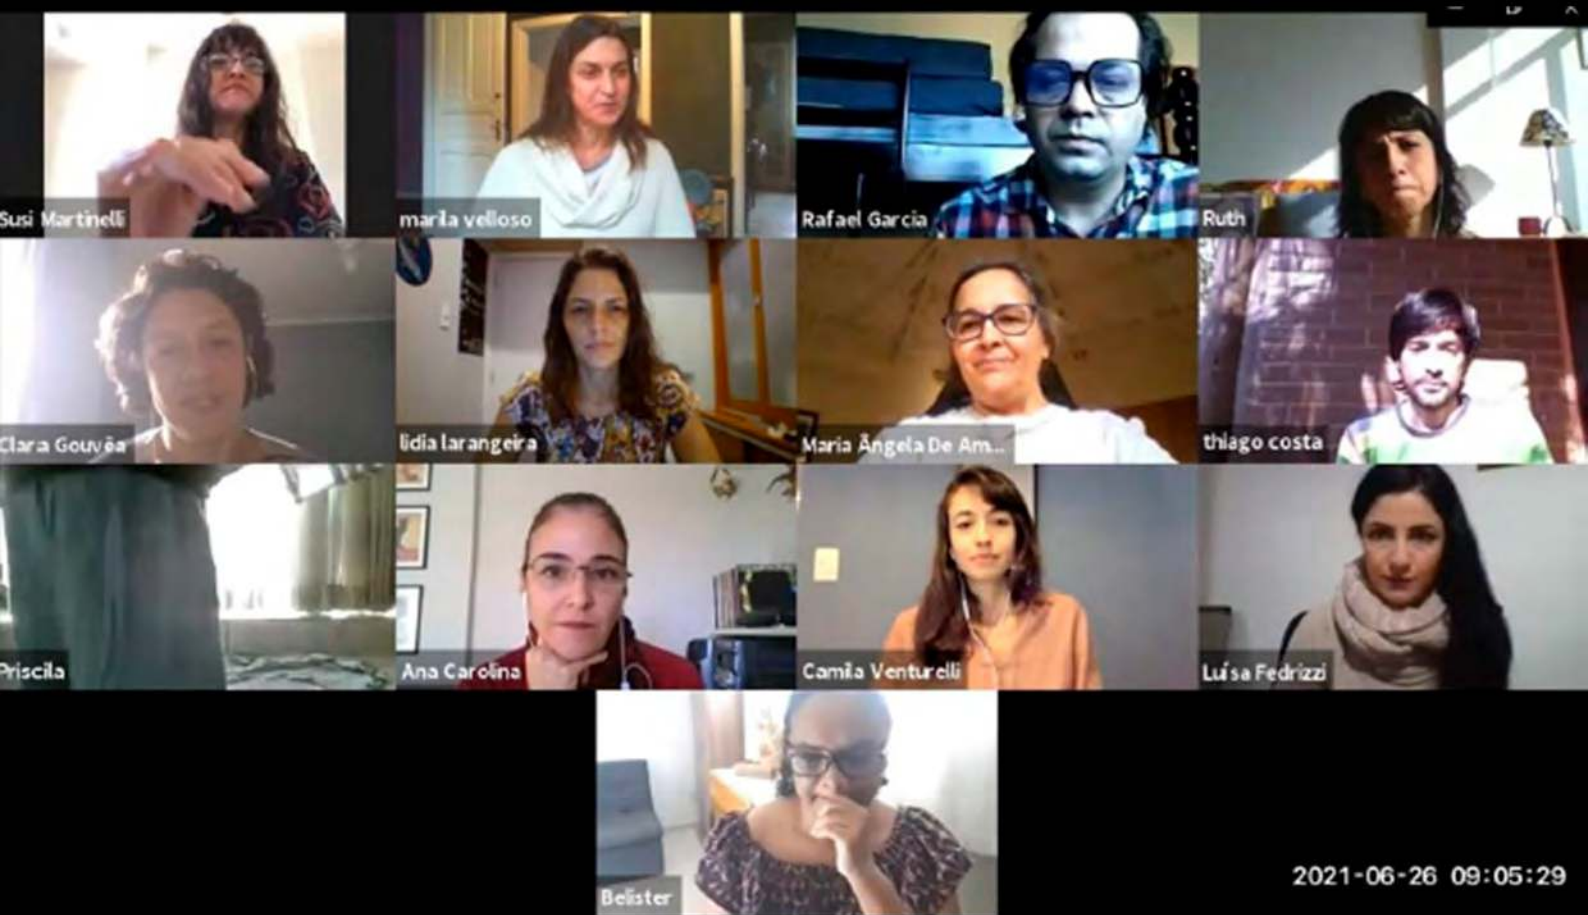 Susi Martinelli
marila velloso
Rafael Garcia
Ruth
Clara Gouvêa
lidia larangeira
Maria Ângela De Am...
thiago costa
Priscila
Ana Carolina
Camila Venturelli
Luísa Fedrizzi
Belister
2021-06-26 09:05:29